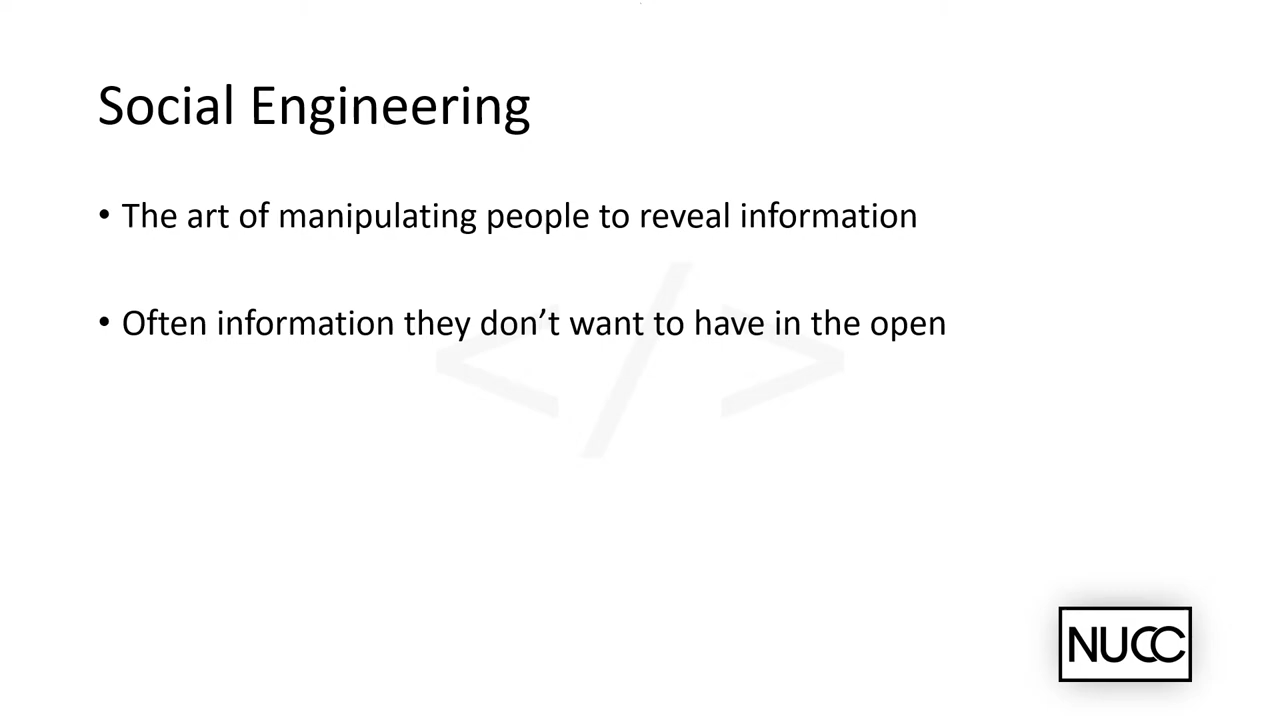 Social Engineering
• The art of manipulating people to reveal information
• Often information they don’t want to have in the open
</>
NUCC